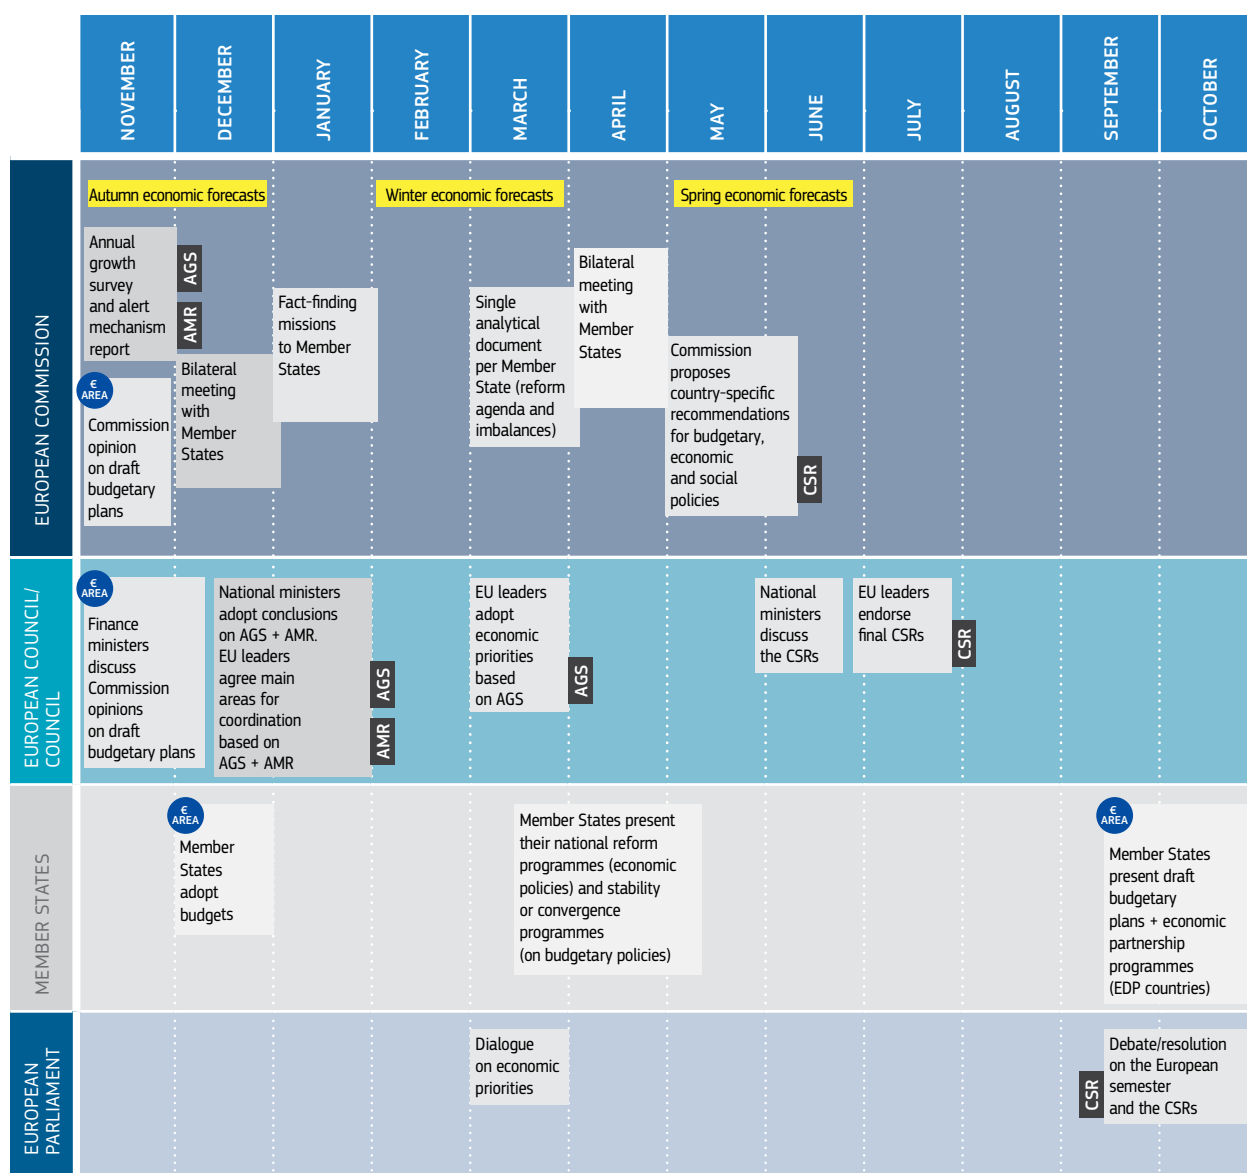 NOVEMBER
DECEMBER
JANUARY
FEBRUARY
MARCH
APRIL
MAY
JUNE
JULY
AUGUST
SEPTEMBER
OCTOBER
EUROPEAN COMMISSION
Autumn economic forecasts
Winter economic forecasts
Spring economic forecasts
Annual
growth
survey
and alert
mechanism
report
AGS
AMR
€
AREA
Commission
opinion
on draft
budgetary
plans
Bilateral
meeting
with
Member
States
Fact-finding
missions
to Member
States
Single
analytical
document
per Member
State (reform
agenda and
imbalances)
Bilateral
meeting
with
Member
States
Commission
proposes
country-specific
recommendations
for budgetary,
economic
and social
policies
CSR
EUROPEAN COUNCIL/
COUNCIL
€
AREA
Finance
ministers
discuss
Commission
opinions
on draft
budgetary plans
National ministers
adopt conclusions
on AGS + AMR.
EU leaders
agree main
areas for
coordination
based on
AGS + AMR
AGS
AMR
EU leaders
adopt
economic
priorities
based
on AGS
AGS
National
ministers
discuss
the CSRs
EU leaders
endorse
final CSRs
CSR
MEMBER STATES
€
AREA
Member
States
adopt
budgets
Member States present
their national reform
programmes (economic
policies) and stability
or convergence
programmes
(on budgetary policies)
€
AREA
Member States
present draft
budgetary
plans + economic
partnership
programmes
(EDP countries)
EUROPEAN
PARLIAMENT
Dialogue
on economic
priorities
CSR
Debate/resolution
on the European
semester
and the CSRs